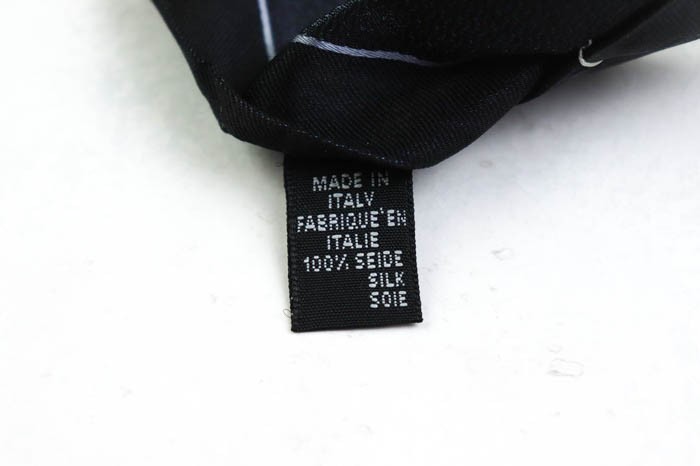 MADE IN
ITALY
FABRIQUE'EN
ITALIE
100% SEIDE
SILK
SOIE